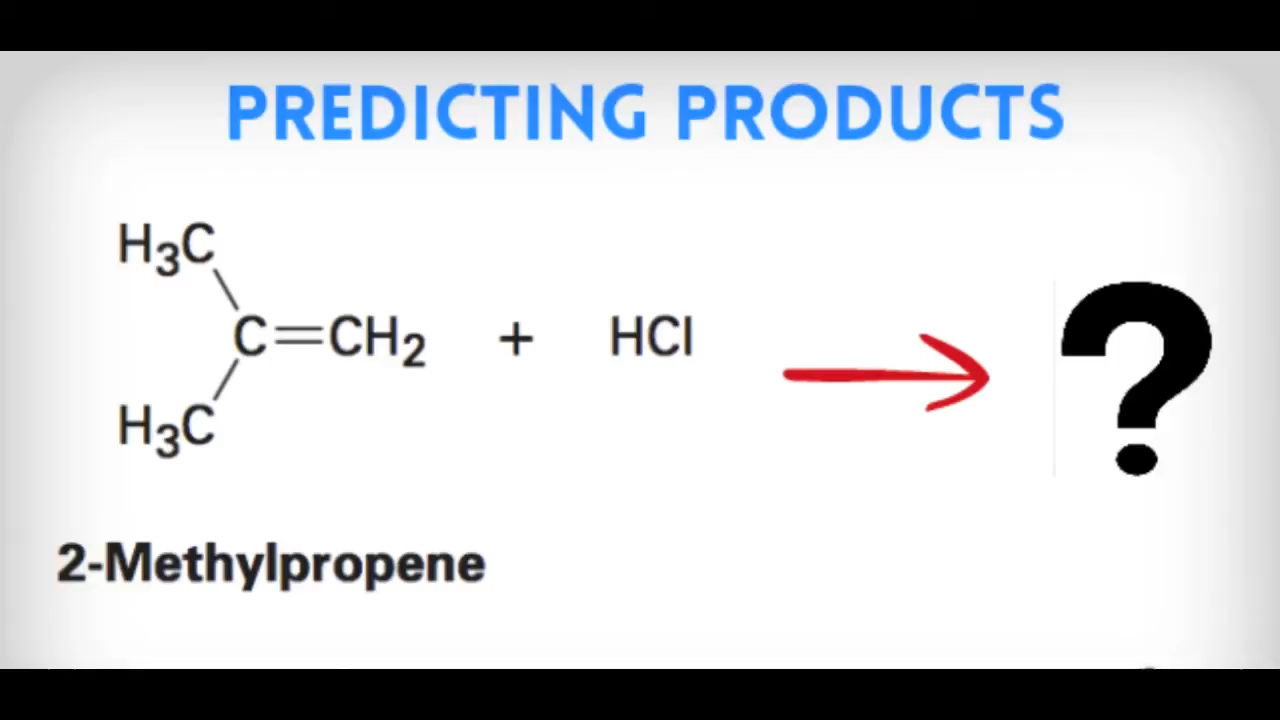 PREDICTING PRODUCTS
H₃C
C=CH₂ + HCl
H₃C
?
2-Methylpropene